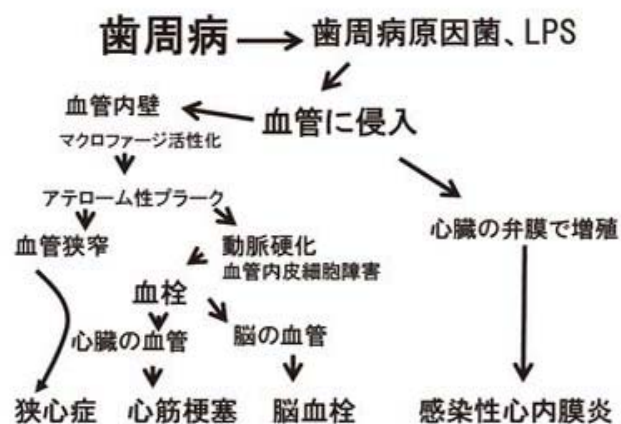 歯周病
歯周病原因菌、LPS
血管内壁
血管に侵入
マクロファージ活性化
アテローム性プラーク
心臓の弁膜で増殖
血管狭窄
動脈硬化
血管内皮細胞障害
血栓
心臓の血管
脳の血管
狭心症
心筋梗塞
脳血栓
感染性心内膜炎